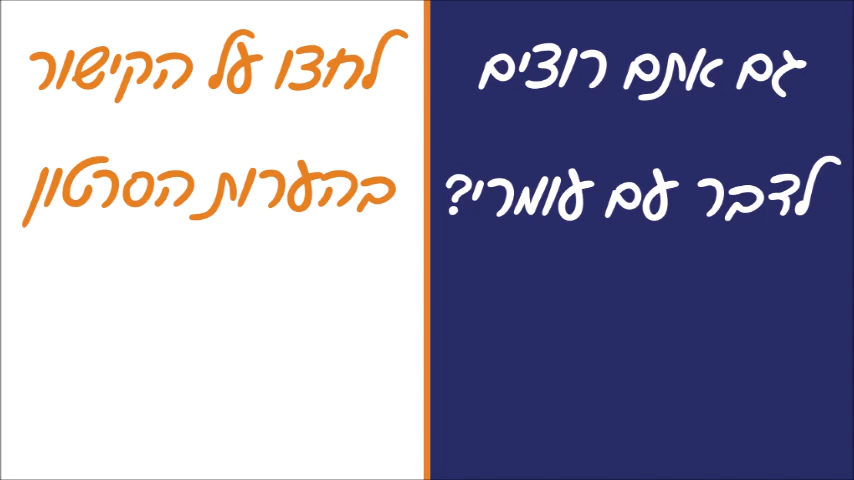 גם אתם רוצים
לדבר עם עומרי?
לחצו על הקישור
בהערות הסרטון